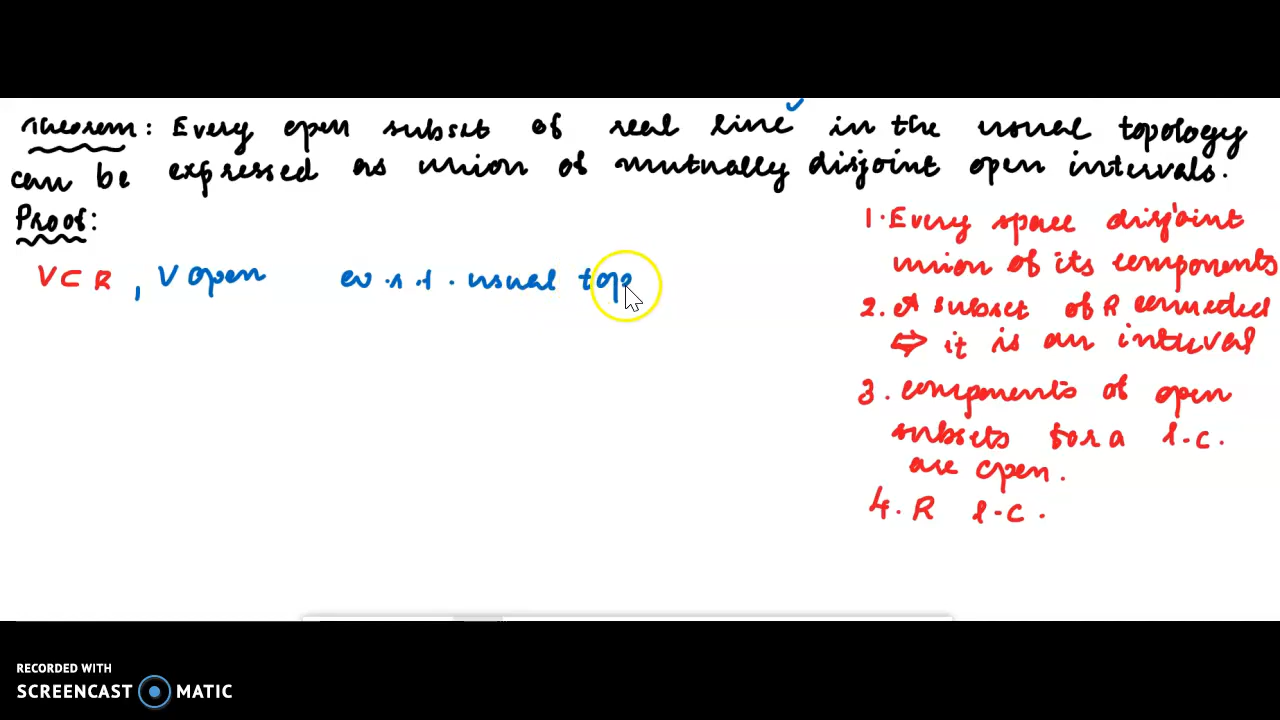 Theorem: Every open subset of real line in the usual topology
can be expressed as union of mutually disjoint open intervals.
Proof:
V ⊂ R, V open w.r.t. usual top
1. Every space disjoint
union of its components
2. A subset of R connected
⇔ it is an interval
3. components of open
subsets for a l.c.
are open.
4. R l.c.
RECORDED WITH
SCREENCAST MATIC